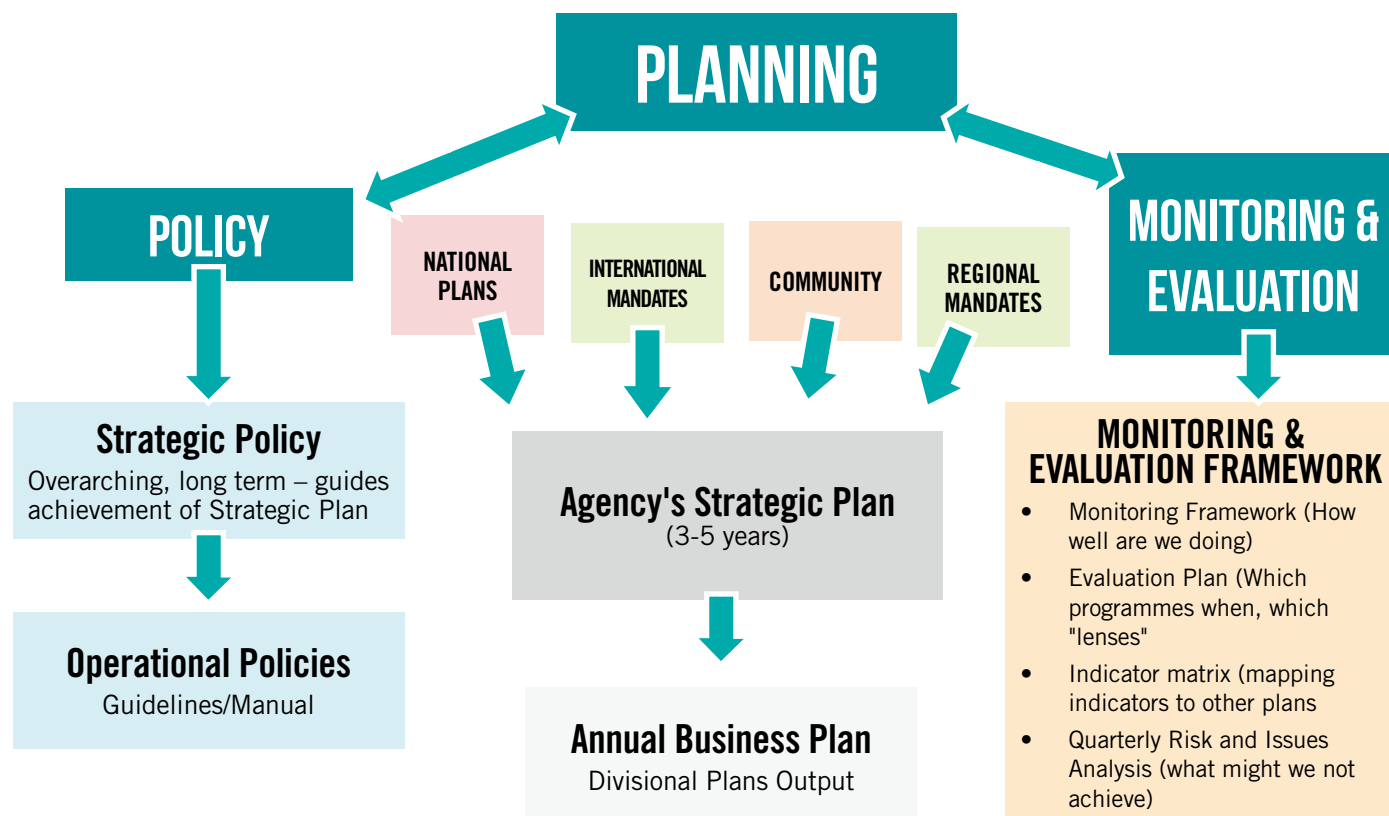 PLANNING
POLICY
NATIONAL
PLANS
INTERNATIONAL
MANDATES
COMMUNITY
REGIONAL
MANDATES
MONITORING &
EVALUATION
Strategic Policy
Overarching, long term – guides
achievement of Strategic Plan
Operational Policies
Guidelines/Manual
Agency's Strategic Plan
(3-5 years)
Annual Business Plan
Divisional Plans Output
MONITORING &
EVALUATION FRAMEWORK
• Monitoring Framework (How
well are we doing)
• Evaluation Plan (Which
programmes when, which
"lenses"
• Indicator matrix (mapping
indicators to other plans
• Quarterly Risk and Issues
Analysis (what might we not
achieve)